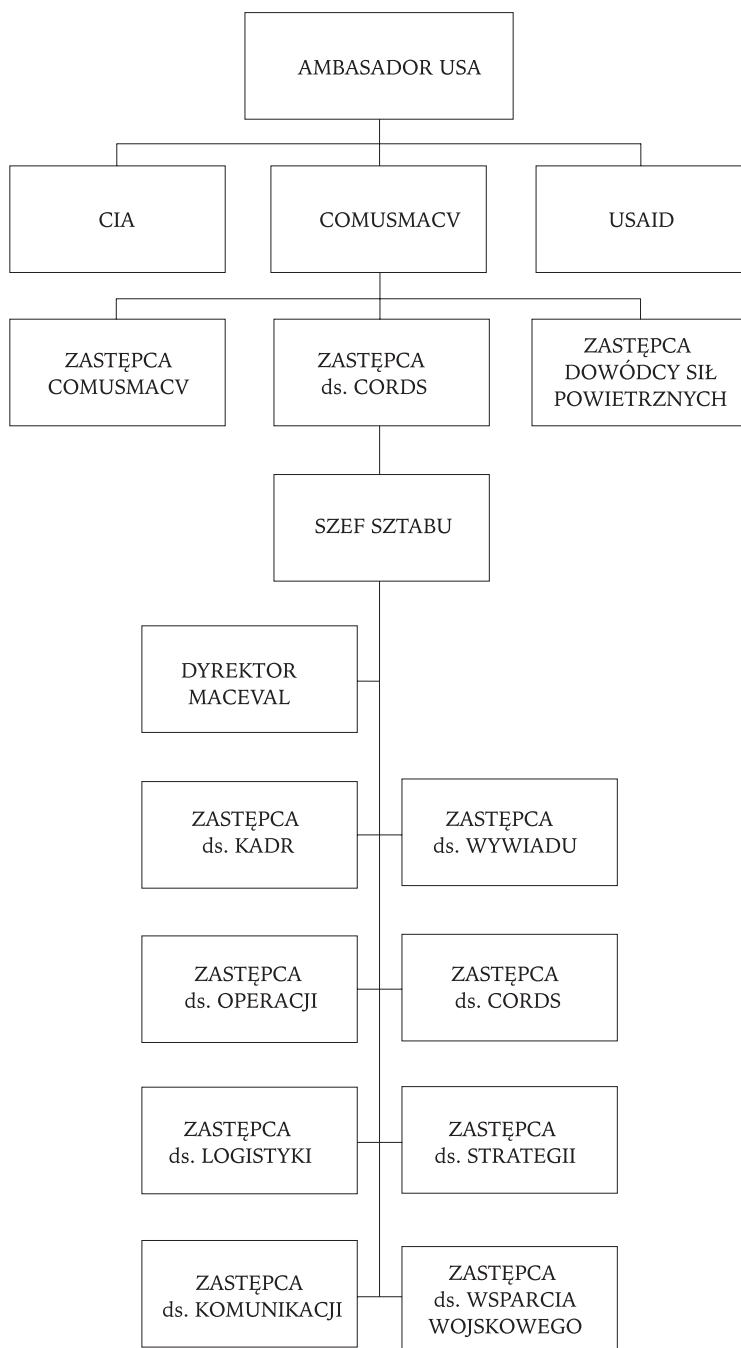 AMBASADOR USA
CIA
COMUSMACV
USAID
ZASTĘPCA
COMUSMACV
ZASTĘPCA
ds. CORDS
ZASTĘPCA
DOWÓDCY SIŁ
POWIETRZNYCH
SZEF SZTABU
DYREKTOR
MACEVAL
ZASTĘPCA
ds. KADR
ZASTĘPCA
ds. WYWIADU
ZASTĘPCA
ds. OPERACJI
ZASTĘPCA
ds. CORDS
ZASTĘPCA
ds. LOGISTYKI
ZASTĘPCA
ds. STRATEGII
ZASTĘPCA
ds. KOMUNIKACJI
ZASTĘPCA
ds. WSPARCIA
WOJSKOWEGO